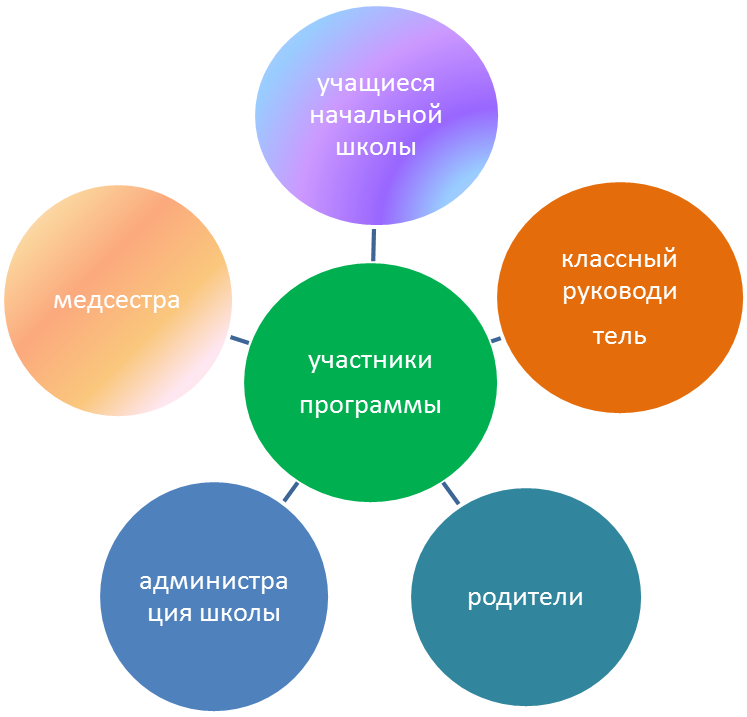 учащиеся
начальной
школы
классный
руководи
тель
медсестра
участники
программы
администра
ция школы
родители